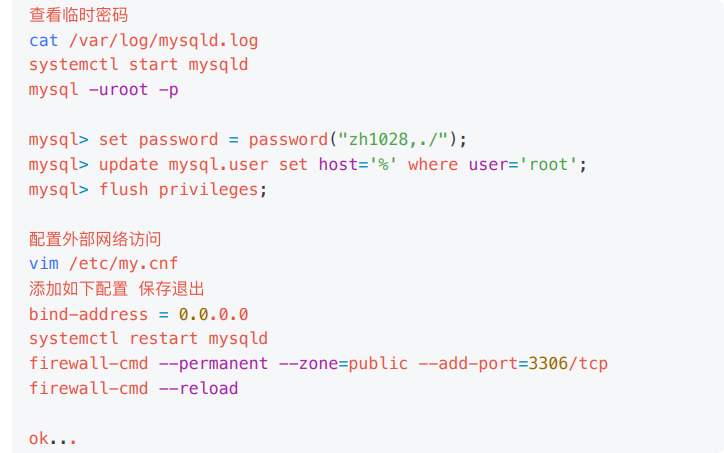 查看临时密码
cat /var/log/mysqld.log
systemctl start mysqld
mysql -uroot -p
mysql> set password = password("zh1028,./");
mysql> update mysql.user set host='%' where user='root';
mysql> flush privileges;
配置外部网络访问
vim /etc/my.cnf
添加如下配置 保存退出
bind-address = 0.0.0.0
systemctl restart mysqld
firewall-cmd --permanent --zone=public --add-port=3306/tcp
firewall-cmd --reload
ok...